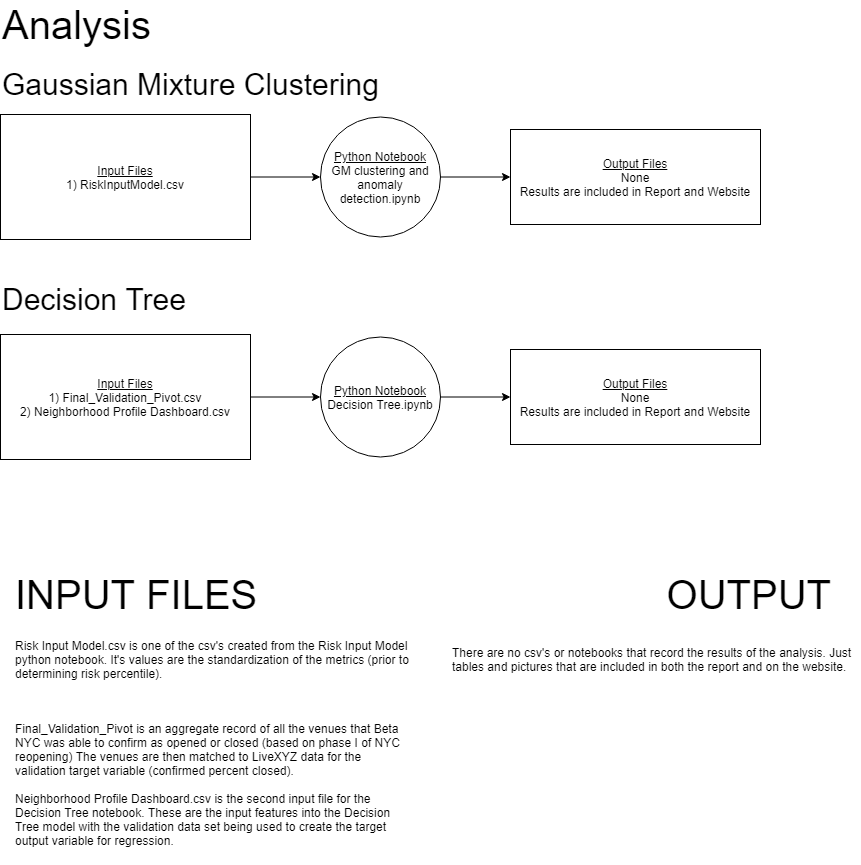 Analysis
Gaussian Mixture Clustering
Input Files
1) RiskInputModel.csv
Python Notebook
GM clustering and
anomaly
detection.ipynb
Output Files
None
Results are included in Report and Website
Decision Tree
Input Files
1) Final_Validation_Pivot.csv
2) Neighborhood Profile Dashboard.csv
Python Notebook
Decision Tree.ipynb
Output Files
None
Results are included in Report and Website
INPUT FILES
Risk Input Model.csv is one of the csv's created from the Risk Input Model
python notebook. It's values are the standardization of the metrics (prior to
determining risk percentile).
Final_Validation_Pivot is an aggregate record of all the venues that Beta
NYC was able to confirm as opened or closed (based on phase I of NYC
reopening) The venues are then matched to LiveXYZ data for the
validation target variable (confirmed percent closed).
Neighborhood Profile Dashboard.csv is the second input file for the
Decision Tree notebook. These are the input features into the Decision
Tree model with the validation data set being used to create the target
output variable for regression.
OUTPUT
There are no csv's or notebooks that record the results of the analysis. Just
tables and pictures that are included in both the report and on the website.